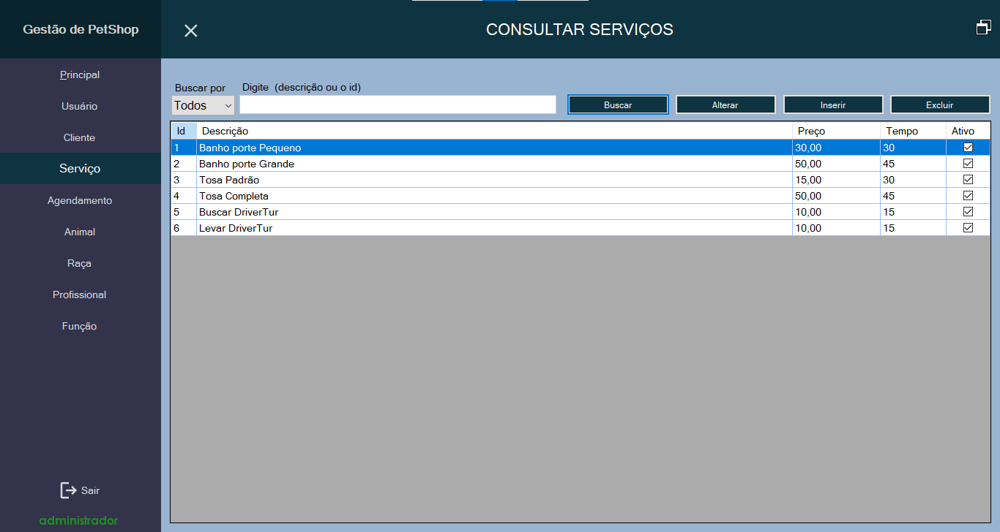 Gestão de PetShop
CONSULTAR SERVIÇOS
Principal
Usuário
Cliente
Serviço
Agendamento
Animal
Raça
Profissional
Função
Sair
administrador
Buscar por
Digite (descrição ou o id)
Todos
Buscar
Alterar
Inserir
Excluir
Id Descrição Preço Tempo Ativo
1 Banho porte Pequeno 30,00 30
2 Banho porte Grande 50,00 45
3 Tosa Padrão 15,00 30
4 Tosa Completa 50,00 45
5 Buscar DriverTur 10,00 15
6 Levar DriverTur 10,00 15